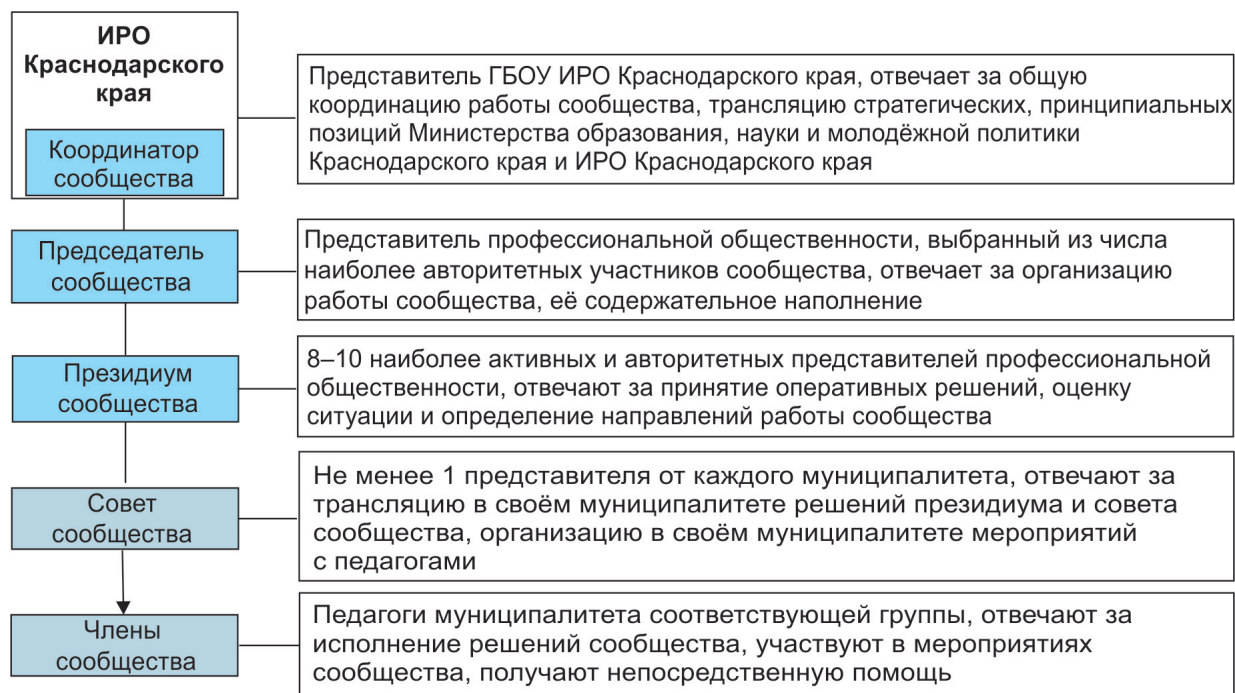 ИРО
Краснодарского
края
Координатор
сообщества
Представитель ГБОУ ИРО Краснодарского края, отвечает за общую
координацию работы сообщества, трансляцию стратегических, принципиальных
позиций Министерства образования, науки и молодёжной политики
Краснодарского края и ИРО Краснодарского края
Председатель
сообщества
Представитель профессиональной общественности, выбранный из числа
наиболее авторитетных участников сообщества, отвечает за организацию
работы сообщества, её содержательное наполнение
Президиум
сообщества
8–10 наиболее активных и авторитетных представителей профессиональной
общественности, отвечают за принятие оперативных решений, оценку
ситуации и определение направлений работы сообщества
Совет
сообщества
Не менее 1 представителя от каждого муниципалитета, отвечают за
трансляцию в своём муниципалитете решений президиума и совета
сообщества, организацию в своём муниципалитете мероприятий
с педагогами
Члены
сообщества
Педагоги муниципалитета соответствующей группы, отвечают за
исполнение решений сообщества, участвуют в мероприятиях
сообщества, получают непосредственную помощь